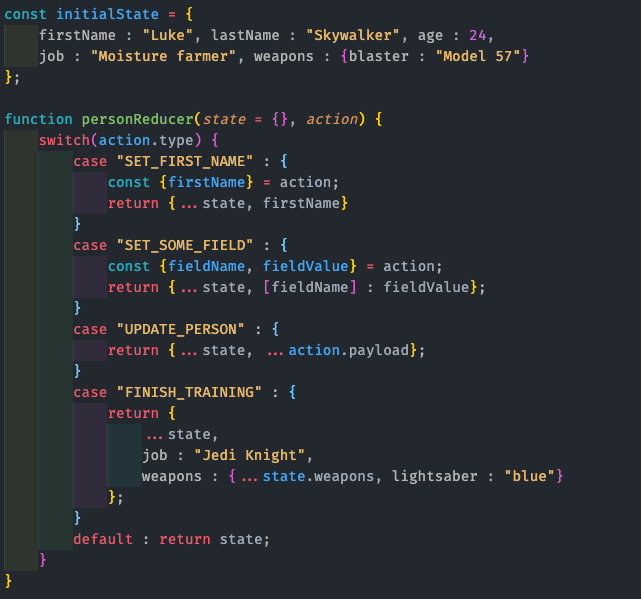 const initialState = {
    firstName : "Luke", lastName : "Skywalker", age : 24,
    job : "Moisture farmer", weapons : {blaster : "Model 57"}
};

function personReducer(state = {}, action) {
    switch(action.type) {
        case "SET_FIRST_NAME" : {
            const {firstName} = action;
            return {...state, firstName}
        }
        case "SET_SOME_FIELD" : {
            const {fieldName, fieldValue} = action;
            return {...state, [fieldName] : fieldValue};
        }
        case "UPDATE_PERSON" : {
            return {...state, ...action.payload};
        }
        case "FINISH_TRAINING" : {
            return {
                ...state,
                job : "Jedi Knight",
                weapons : {...state.weapons, lightsaber : "blue"}
            };
        }
        default : return state;
    }
}